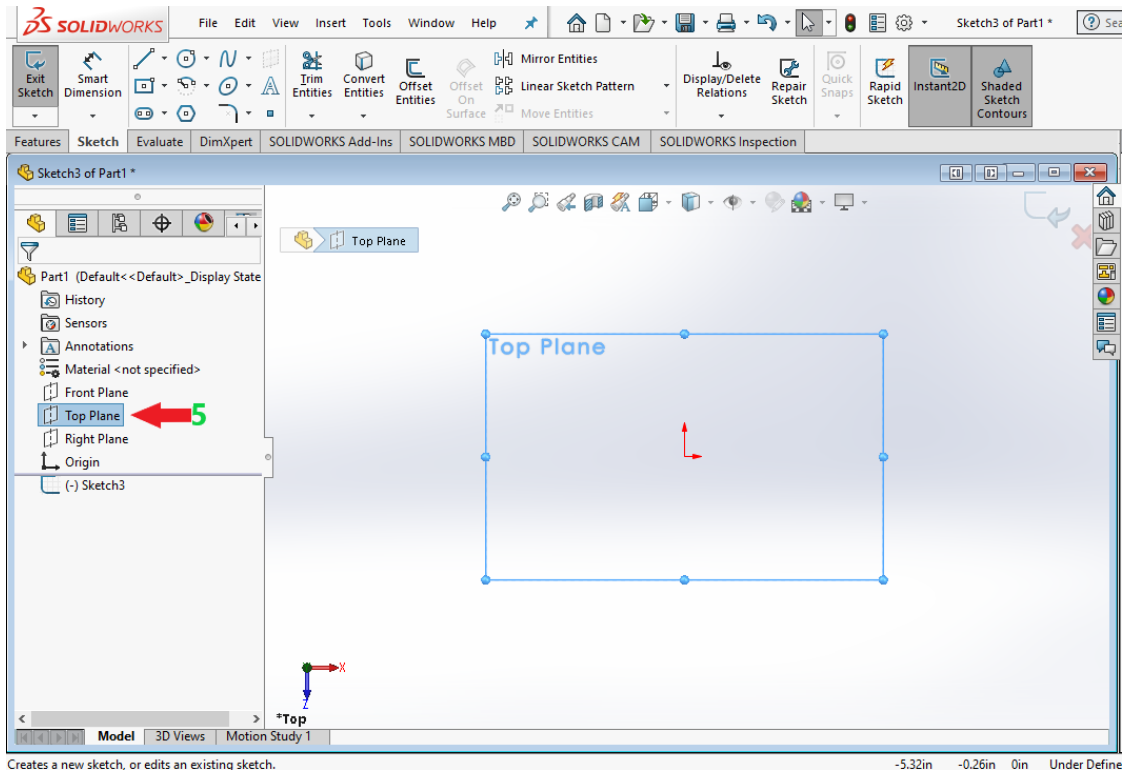 SOLIDWORKS File Edit View Insert Tools Window Help Sketch3 of Part1 * ? Sea
Exit Sketch
Smart Dimension
Trim Entities
Convert Entities
Offset Entities
Offset On Surface
Mirror Entities
Linear Sketch Pattern
Move Entities
Display/Delete Relations
Repair Sketch
Quick Snaps
Rapid Sketch
Instant2D
Shaded Sketch Contours
Features Sketch Evaluate DimXpert SOLIDWORKS Add-Ins SOLIDWORKS MBD SOLIDWORKS CAM SOLIDWORKS Inspection
Sketch3 of Part1 *
Top Plane
Part1 (Default<<Default>_Display State
History
Sensors
Annotations
Material <not specified>
Front Plane
Top Plane 5
Right Plane
Origin
(-) Sketch3
Top Plane
X
Z
*Top
Model 3D Views Motion Study 1
Creates a new sketch, or edits an existing sketch. -5.32in -0.26in 0in Under Define